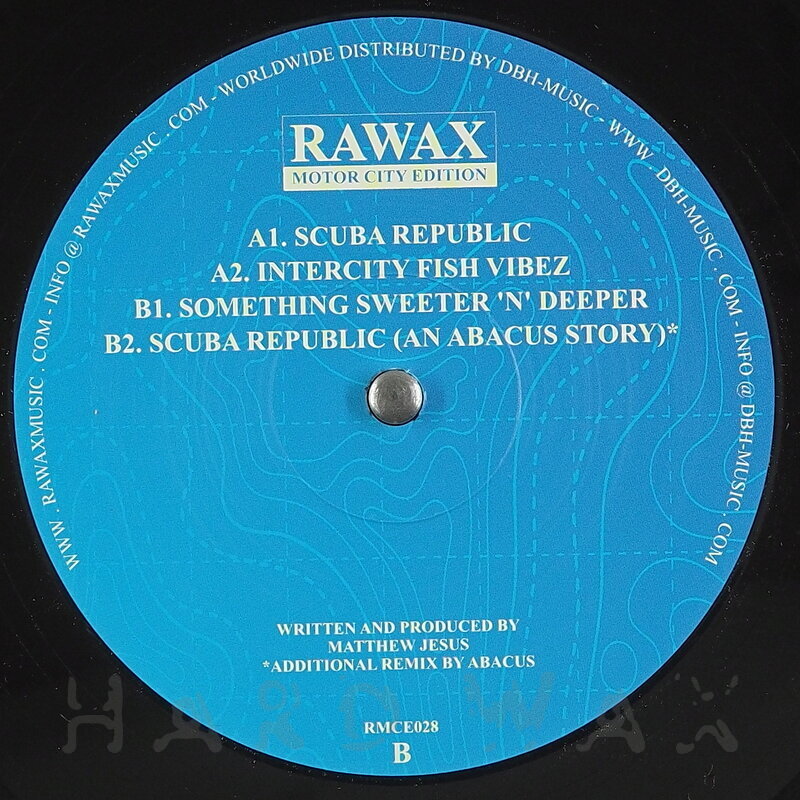 WWW . RAWAXMUSIC . COM - INFO @ RAWAXMUSIC . COM - WORLDWIDE DISTRIBUTED BY DBH-MUSIC - WWW . DBH-MUSIC . COM - INFO @ DBH-MUSIC . COM
RAWAX
MOTOR CITY EDITION
A1. SCUBA REPUBLIC
A2. INTERCITY FISH VIBEZ
B1. SOMETHING SWEETER 'N' DEEPER
B2. SCUBA REPUBLIC (AN ABACUS STORY)*
WRITTEN AND PRODUCED BY
MATTHEW JESUS
*ADDITIONAL REMIX BY ABACUS
HARD WAX
RMCE028
B